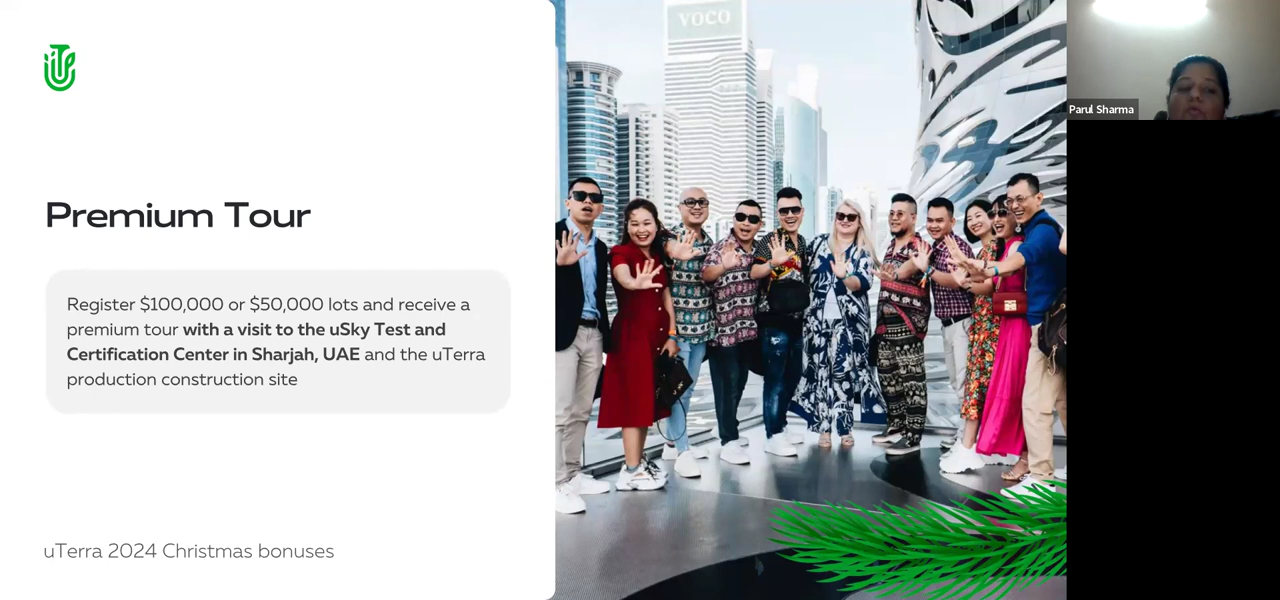 Premium Tour
Register $100,000 or $50,000 lots and receive a
premium tour with a visit to the uSky Test and
Certification Center in Sharjah, UAE and the uTerra
production construction site
uTerra 2024 Christmas bonuses
VOCO
Parul Sharma